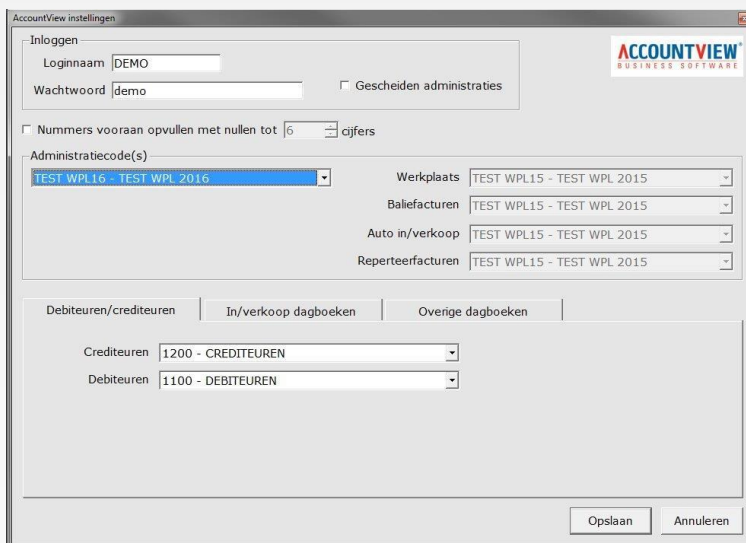 AccountView instellingen
Inloggen
Loginnaam DEMO
Wachtwoord demo
Gescheiden administraties
ACCOUNTVIEW
BUSINESS SOFTWARE
Nummers vooraan opvullen met nullen tot 6 cijfers
Administratiecode(s)
TEST WPL16 - TEST WPL 2016
Werkplaats TEST WPL15 - TEST WPL 2015
Baliefacturen TEST WPL15 - TEST WPL 2015
Auto in/verkoop TEST WPL15 - TEST WPL 2015
Reperteerfacturen TEST WPL15 - TEST WPL 2015
Debiteuren/crediteuren In/verkoop dagboeken Overige dagboeken
Crediteuren 1200 - CREDITEUREN
Debiteuren 1100 - DEBITEUREN
Opslaan Annuleren